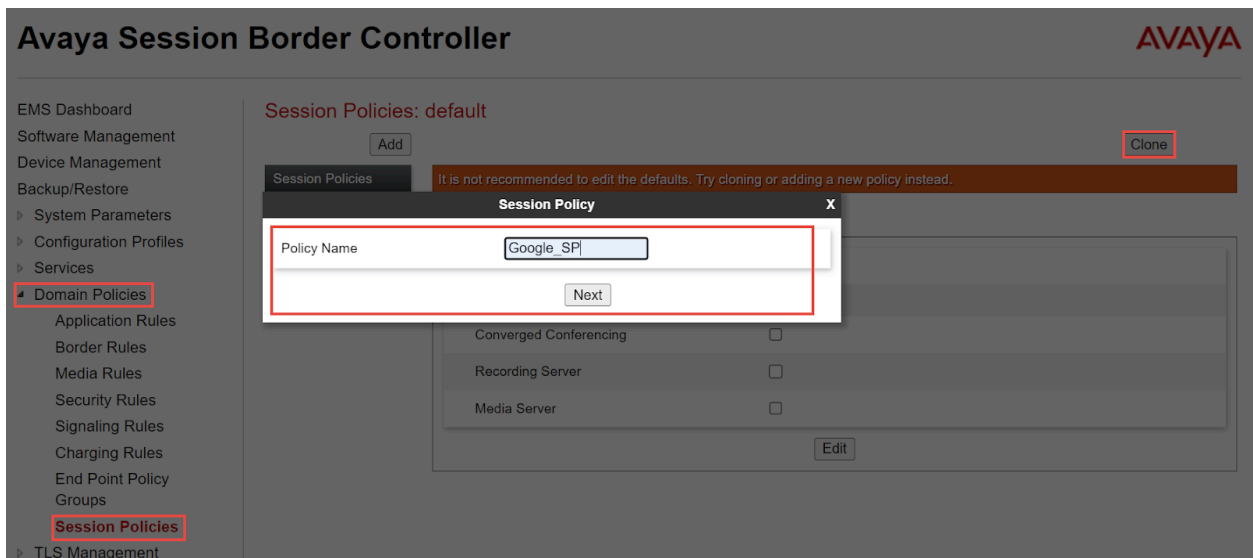 Avaya Session Border Controller
AVAYA
EMS Dashboard
Software Management
Device Management
Backup/Restore
System Parameters
Configuration Profiles
Services
Domain Policies
Application Rules
Border Rules
Media Rules
Security Rules
Signaling Rules
Charging Rules
End Point Policy
Groups
Session Policies
TLS Management
Session Policies: default
Add
Clone
Session Policies
It is not recommended to edit the defaults. Try cloning or adding a new policy instead.
Session Policy
X
Policy Name
Google_SP
Next
Converged Conferencing
Recording Server
Media Server
Edit